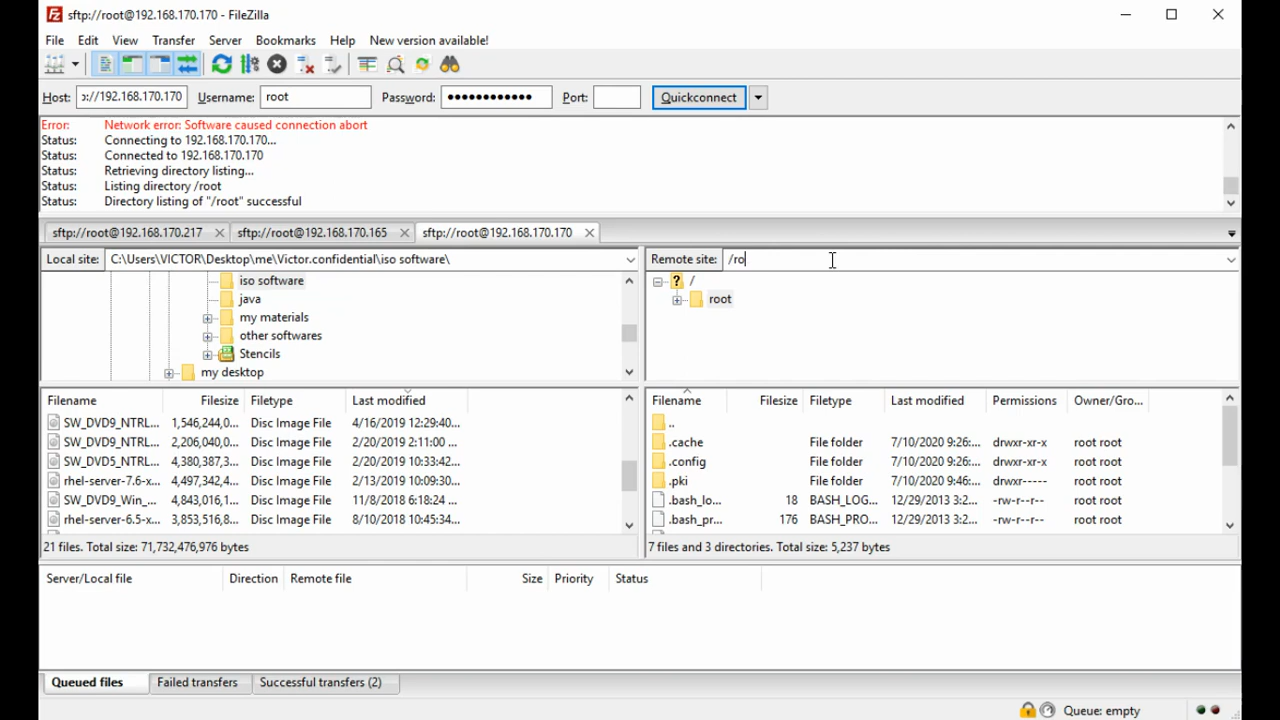 sftp://root@192.168.170.170 - FileZilla
File Edit View Transfer Server Bookmarks Help New version available!
Host: ://192.168.170.170 Username: root Password: •••••••••••• Port: Quickconnect
Error: Network error: Software caused connection abort
Status: Connecting to 192.168.170.170...
Status: Connected to 192.168.170.170
Status: Retrieving directory listing...
Status: Listing directory /root
Status: Directory listing of "/root" successful
sftp://root@192.168.170.217 sftp://root@192.168.170.165 sftp://root@192.168.170.170
Local site: C:\Users\VICTOR\Desktop\me\Victor.confidential\iso software\
iso software
java
my materials
other softwares
Stencils
my desktop
Remote site: /ro
/
root
Filename Filesize Filetype Last modified
SW_DVD9_NTRL... 1,546,244,0... Disc Image File 4/16/2019 12:29:40...
SW_DVD9_NTRL... 2,206,040,0... Disc Image File 2/20/2019 2:11:00 ...
SW_DVD5_NTRL... 4,380,387,3... Disc Image File 2/20/2019 10:33:42...
rhel-server-7.6-x... 4,497,342,4... Disc Image File 2/13/2019 10:09:30...
SW_DVD9_Win_... 4,843,016,1... Disc Image File 11/8/2018 6:18:24 ...
rhel-server-6.5-x... 3,853,516,8... Disc Image File 8/10/2018 10:45:34...
21 files. Total size: 71,732,476,976 bytes
Filename Filesize Filetype Last modified Permissions Owner/Gro...
..
.cache File folder 7/10/2020 9:26:... drwxr-xr-x root root
.config File folder 7/10/2020 9:26:... drwxr-xr-x root root
.pki File folder 7/10/2020 9:46:... drwxr----- root root
.bash_lo... 18 BASH_LOG... 12/29/2013 3:2... -rw-r--r-- root root
.bash_pr... 176 BASH_PRO... 12/29/2013 3:2... -rw-r--r-- root root
7 files and 3 directories. Total size: 5,237 bytes
Server/Local file Direction Remote file Size Priority Status
Queued files Failed transfers Successful transfers (2)
Queue: empty